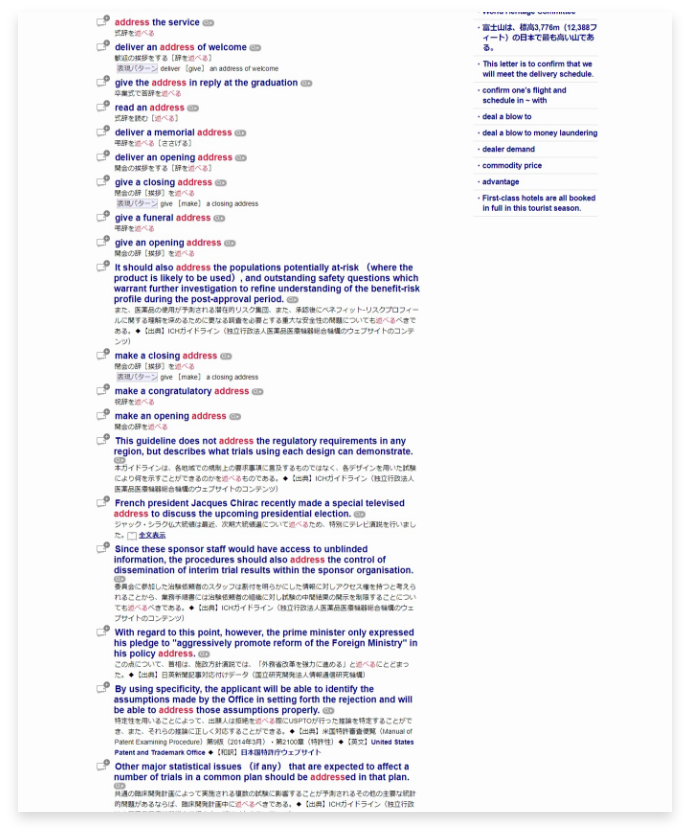 address the service
式辞を述べる
deliver an address of welcome
歓迎の挨拶をする［辞を述べる］
表現パターン deliver ［give］ an address of welcome
give the address in reply at the graduation
卒業式で答辞を述べる
read an address
式辞を読む［述べる］
deliver a memorial address
弔辞を述べる［ささげる］
deliver an opening address
開会の挨拶をする［辞を述べる］
give a closing address
閉会の辞［挨拶］を述べる
表現パターン give ［make］ a closing address
give a funeral address
弔辞を述べる
give an opening address
開会の辞［挨拶］を述べる
It should also address the populations potentially at-risk （where the
product is likely to be used）, and outstanding safety questions which
warrant further investigation to refine understanding of the benefit-risk
profile during the post-approval period.
また、医薬品の使用が予測される潜在的リスク集団、また、承認後にベネフィット-リスクプロフィー
ルに関する理解を深めるために更なる調査を必要とする重大な安全性の問題についても述べるべきで
ある。◆【出典】ICHガイドライン（独立行政法人医薬品医療機器総合機構のウェブサイトのコンテ
ンツ）
make a closing address
閉会の辞［挨拶］を述べる
表現パターン give ［make］ a closing address
make a congratulatory address
祝辞を述べる
make an opening address
開会の辞を述べる
This guideline does not address the regulatory requirements in any
region, but describes what trials using each design can demonstrate.
本ガイドラインは、各地域での規制上の要求事項に言及するものではなく、各デザインを用いた試験
により何を示すことができるのかを述べるものである。◆【出典】ICHガイドライン（独立行政法人
医薬品医療機器総合機構のウェブサイトのコンテンツ）
French president Jacques Chirac recently made a special televised
address to discuss the upcoming presidential election.
ジャック・シラク仏大統領は最近、次期大統領選について述べるため、特別にテレビ演説を行いまし
た。 全文表示
Since these sponsor staff would have access to unblinded
information, the procedures should also address the control of
dissemination of interim trial results within the sponsor organisation.
委員会に参加した治験依頼者のスタッフは割付を明らかにした情報に対しアクセス権を持つと考えら
れることから、業務手順書には治験依頼者の組織に対し試験の中間結果の開示を制限することについ
ても述べるべきである。◆【出典】ICHガイドライン（独立行政法人医薬品医療機器総合機構のウェ
ブサイトのコンテンツ）
With regard to this point, however, the prime minister only expressed
his pledge to "aggressively promote reform of the Foreign Ministry" in
his policy address.
この点について、首相は、施政方針演説では、「外務省改革を強力に進める」と述べるにとどまっ
た。◆【出典】日英新聞記事対応付けデータ（国立研究開発法人情報通信研究機構）
By using specificity, the applicant will be able to identify the
assumptions made by the Office in setting forth the rejection and will
be able to address those assumptions properly.
特定性を用いることによって、出願人は拒絶を述べる際にUSPTOが行った推論を特定することがで
き、また、それらの推論に正しく対応することができる。◆【出典】米国特許審査便覧（Manual of
Patent Examining Procedure）第9版（2014年3月）・第2100章（特許性）◆【英文】United States
Patent and Trademark Office ◆【和訳】日本国特許庁ウェブサイト
Other major statistical issues （if any） that are expected to affect a
number of trials in a common plan should be addressed in that plan.
共通の臨床開発計画によって実施される複数の試験に影響することが予測されるその他の主要な統計
的問題があるならば、臨床開発計画中に述べるべきである。◆【出典】ICHガイドライン（独立行政
World Heritage Committee
・富士山は、標高3,776m（12,388フ
ィート）の日本で最も高い山であ
る。
・This letter is to confirm that we
will meet the delivery schedule.
・confirm one's flight and
schedule in ~ with
・deal a blow to
・deal a blow to money laundering
・dealer demand
・commodity price
・advantage
・First-class hotels are all booked
in full in this tourist season.